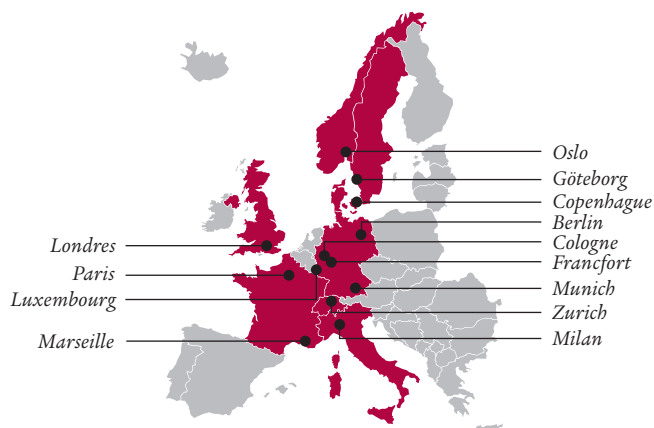 Oslo
Göteborg
Copenhague
Berlin
Cologne
Francfort
Munich
Zurich
Milan
Londres
Paris
Luxembourg
Marseille